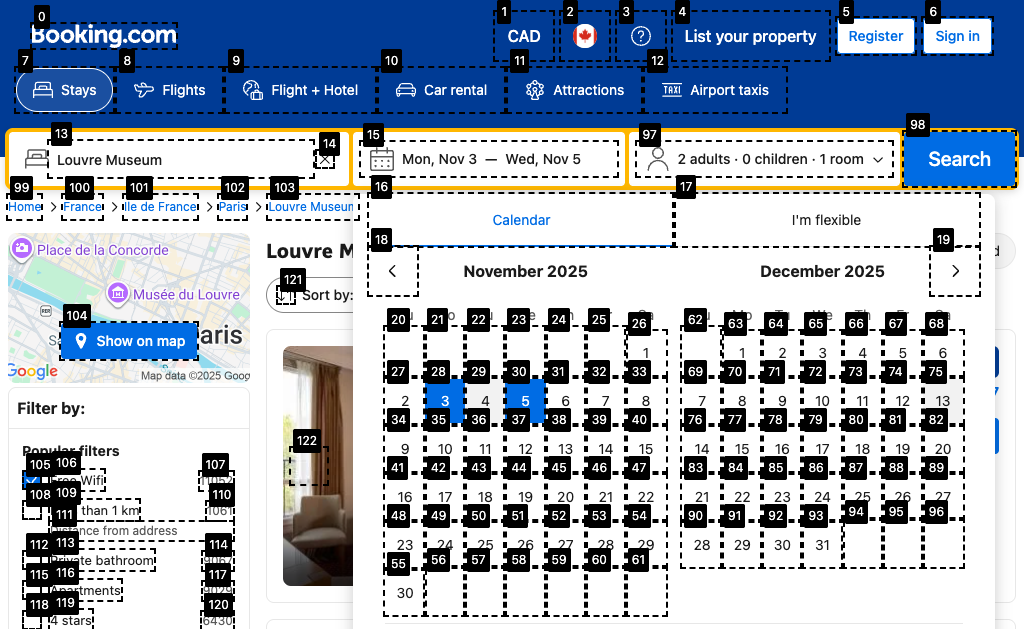 0
1
2
3
4
5
6
Booking.com
CAD
List your property
Register
Sign in
7
8
9
10
11
12
Stays
Flights
Flight + Hotel
Car rental
Attractions
TAXI
Airport taxis
13
14
15
97
98
Louvre Museum
Mon, Nov 3 — Wed, Nov 5
2 adults · 0 children · 1 room
Search
99
100
101
102
103
16
17
Home
France
Ile de France
Paris
Louvre Museum
Calendar
I'm flexible
18
19
Place de la Concorde
Musée du Louvre
RER
104
Show on map
aris
Google
Map data ©2025
Louvre M
121
Sort by:
November 2025
December 2025
20 21 22 23 24 25 26
1
27 28 29 30 31 32 33
2 3 4 5 6 7 8
34 35 36 37 38 39 40
9 10 11 12 13 14 15
41 42 43 44 45 46 47
16 17 18 19 20 21 22
48 49 50 51 52 53 54
23 24 25 26 27 28 29
55 56 57 58 59 60 61
30
62 63 64 65 66 67 68
1 2 3 4 5 6
69 70 71 72 73 74 75
7 8 9 10 11 12 13
76 77 78 79 80 81 82
14 15 16 17 18 19 20
83 84 85 86 87 88 89
21 22 23 24 25 26 27
90 91 92 93 94 95 96
28 29 30 31
122
Filter by:
Popular filters
105 106 107
Free Wifi
11052
108 109 110
than 1 km
1061
111
Distance from address
112 113 114
Private bathroom
9067
115 116 117
Apartments
9029
118 119 120
4 stars
6430